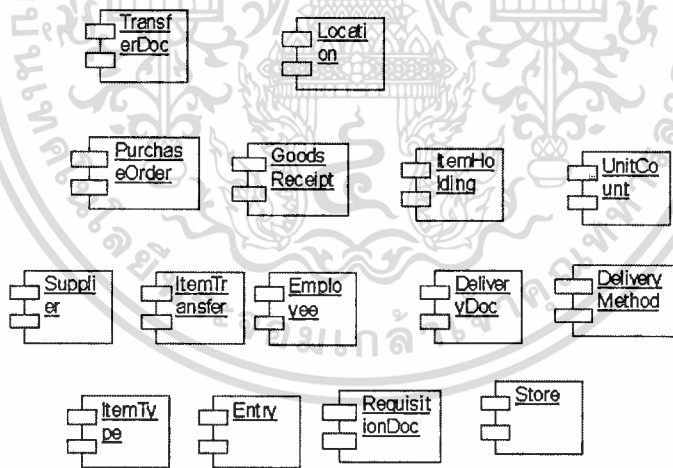 Transf
erDoc
Locati
on
Purchas
eOrder
Goods
Receipt
ItemHo
lding
UnitCo
unt
Suppli
er
ItemTr
ansfer
Emplo
yee
Deliver
yDoc
Delivery
Method
ItemTy
pe
Entry
Requisit
ionDoc
Store